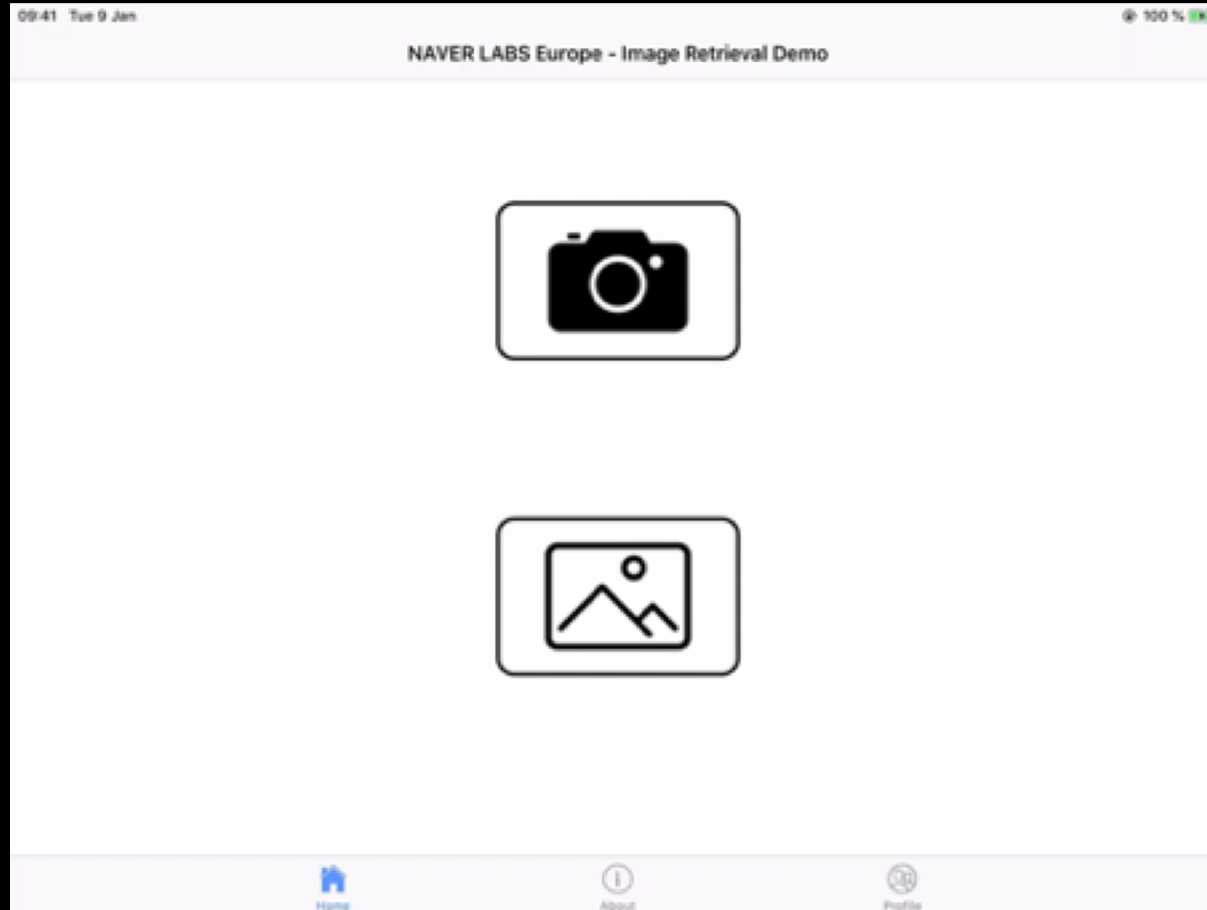 09:41 Tue 9 Jan
100 %
NAVER LABS Europe - Image Retrieval Demo
Home
About
Profile